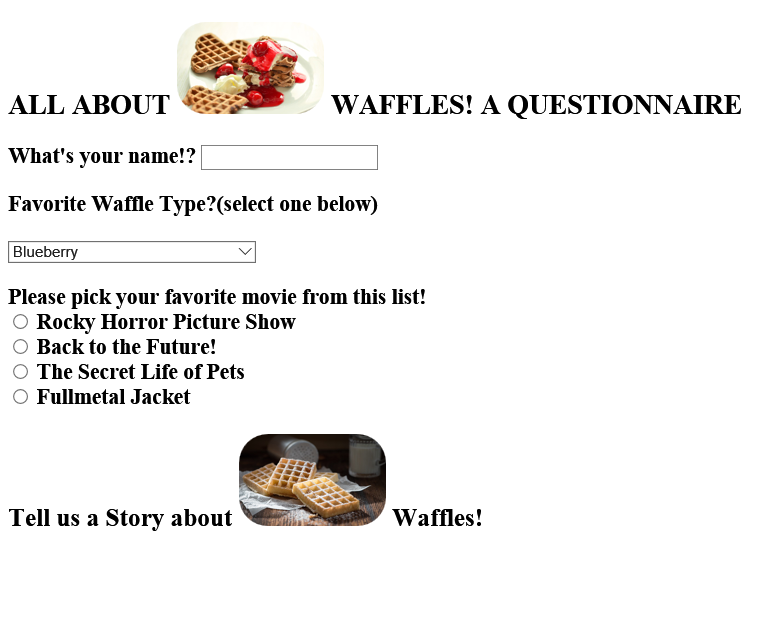 ALL ABOUT WAFFLES! A QUESTIONNAIRE
What's your name!?
Favorite Waffle Type?(select one below)
Blueberry
Please pick your favorite movie from this list!
Rocky Horror Picture Show
Back to the Future!
The Secret Life of Pets
Fullmetal Jacket
Tell us a Story about Waffles!